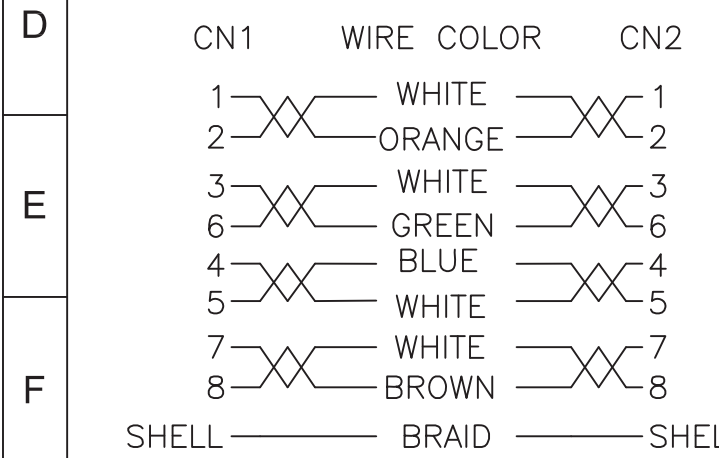 D
CN1 WIRE COLOR CN2
1 WHITE 1
2 ORANGE 2
E
3 WHITE 3
6 GREEN 6
4 BLUE 4
5 WHITE 5
F
7 WHITE 7
8 BROWN 8
SHELL BRAID SHEL